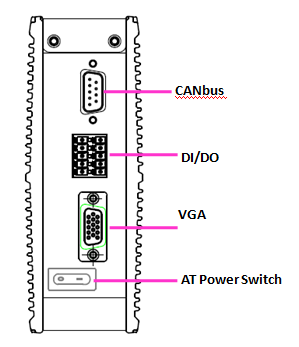 CANbus
DI/DO
VGA
AT Power Switch